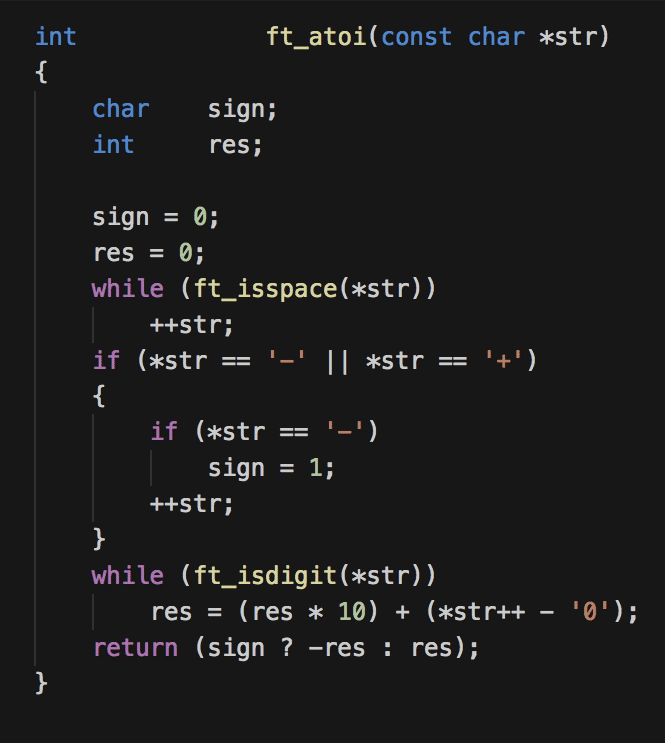 int ft_atoi(const char *str)
{
char sign;
int res;
sign = 0;
res = 0;
while (ft_isspace(*str))
++str;
if (*str == '-' || *str == '+')
{
if (*str == '-')
sign = 1;
++str;
}
while (ft_isdigit(*str))
res = (res * 10) + (*str++ - '0');
return (sign ? -res : res);
}